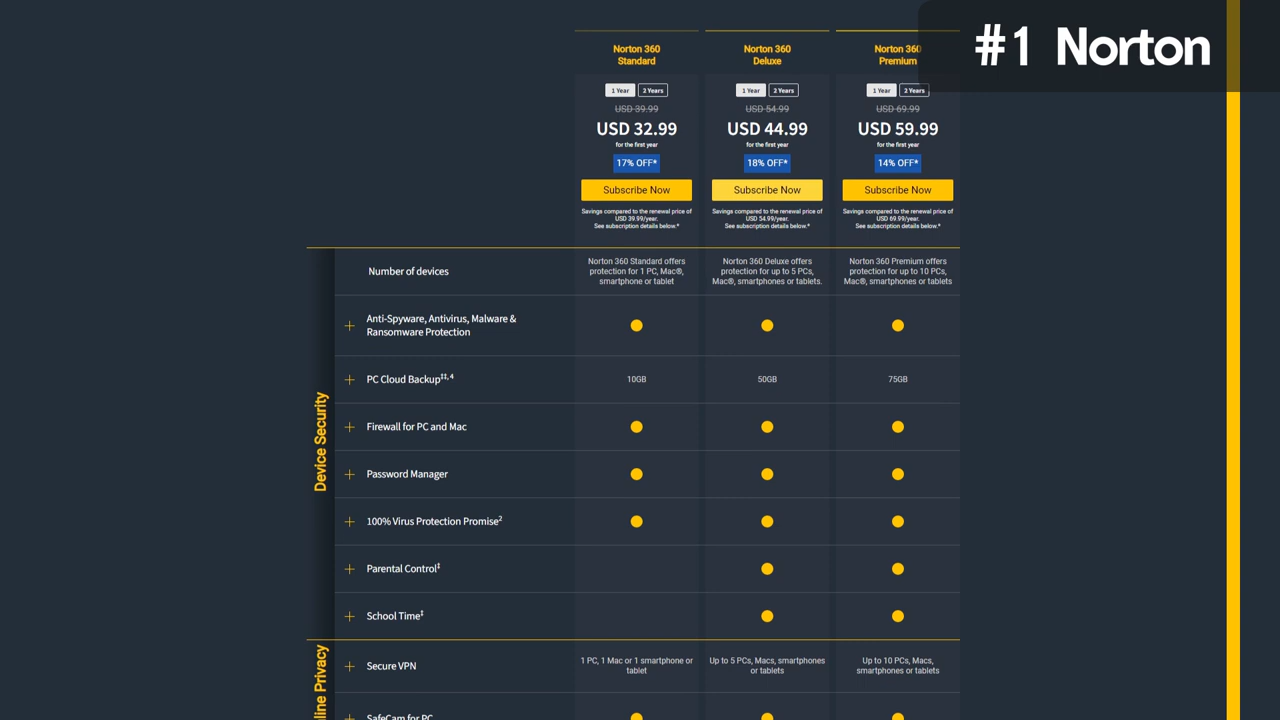 #1 Norton
Norton 360
Standard
Norton 360
Deluxe
Norton 360
Premium
1 Year
2 Years
1 Year
2 Years
1 Year
2 Years
USD 39.99
USD 54.99
USD 69.99
USD 32.99
USD 44.99
USD 59.99
for the first year
for the first year
for the first year
17% OFF*
18% OFF*
14% OFF*
Subscribe Now
Subscribe Now
Subscribe Now
Savings compared to the renewal price of
USD 39.99/year.
See subscription details below.*
Savings compared to the renewal price of
USD 54.99/year.
See subscription details below.*
Savings compared to the renewal price of
USD 69.99/year.
See subscription details below.*
Device Security
Number of devices
Norton 360 Standard offers
protection for 1 PC, Mac®,
smartphone or tablet
Norton 360 Deluxe offers
protection for up to 5 PCs,
Mac®, smartphones or tablets.
Norton 360 Premium offers
protection for up to 10 PCs,
Mac®, smartphones or tablets
Anti-Spyware, Antivirus, Malware &
Ransomware Protection
PC Cloud Backup‡‡,4
10GB
50GB
75GB
Firewall for PC and Mac
Password Manager
100% Virus Protection Promise2
Parental Control‡
School Time‡
line Privacy
Secure VPN
1 PC, 1 Mac or 1 smartphone or
tablet
Up to 5 PCs, Macs, smartphones
or tablets
Up to 10 PCs, Macs,
smartphones or tablets
SafeCam for PC